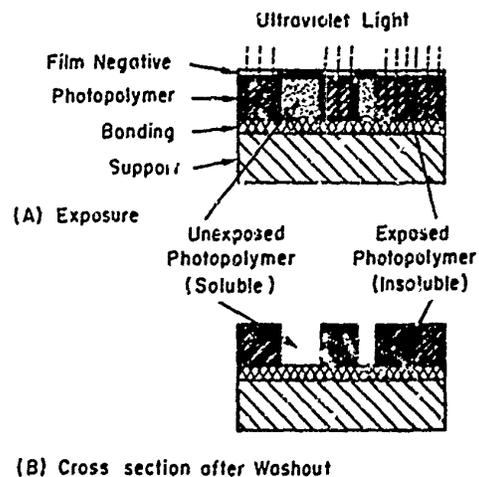 Ultraviolet Light
Film Negative
Photopolymer
Bonding
Support
(A) Exposure
Unexposed
Photopolymer
(Soluble)
Exposed
Photopolymer
(Insoluble)
(B) Cross section after Washout